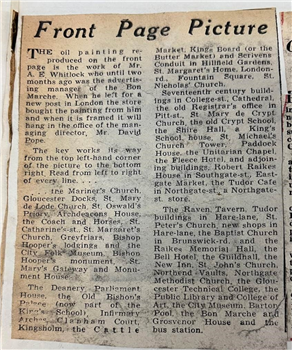 Front Page Picture
THE oil painting re-
produced on the front
page is the work of Mr.
A. E. Whitlock who until two
months ago was the adverti-
sing manager of the Bon
Marche. When he left for a
new post in London the store
bought the painting from him
and when it is framed it will
hang in the office of the man-
aging director, Mr. David
Pope.
The key works its way
from the top left-hand corner
of the picture to the bottom
right. Read from left to right
of every line. . .
. . . the Mariner's Church,
Gloucester Docks, St. Mary
de Lode Church, St. Oswald's
Priory, Archdeacons House,
the Coach and Horses, St.
Catherine's-st. St. Margaret's
Church, Greyfriars, Bishop
Hooper's lodgings and the
City Folk Museum, Bishop
Hooper's monument, St.
Mary's Gateway and Monu-
ment House.
The Deanery, Parliament
House, the Old Bishop's
Palace (now part of the
King's School), Infirmary
Arches, Court,
Kingsholm, the Cattle
Market, King's Board (or the
Butter Market) and Scrivens
Conduit in Hillfield Gardens,
St. Margaret's Home, London-
rd. Fountain Square, St.
Nicholas' Church.
Seventeenth century build-
ings in College-st., Cathedral,
the old Registrar's office in
Pitt-st. St Mary de Crypt
Church, the old Crypt School,
the Shire Hall, King's
School house, St. Michael's
Church Tower, Paddock
House, the Unitarian Chapel,
the Fleece Hotel, and adjoin-
ing buildings, Robert Raikes
House in Southgate-st., East-
gate Market, the Tudor Cafe
in Northgate-st., a Northgate-
st. store.
The Raven Tavern, Tudor
buildings in Hare-lane, St.
Peter's Church, new shops in
Hare-lane, the Baptist Church
in Brunswick-rd. and the
Raikes Memorial Hall, the
Bell Hotel, the Guildhall, the
New Inn, St. John's Church,
Northend Vaults, Northgate
Methodist Church, the Glou-
cester Technical College, the
Public Library and College of
Art, the City Museum, Barton
Pool, the Bon Marche and
Grosvenor House and the
bus station.